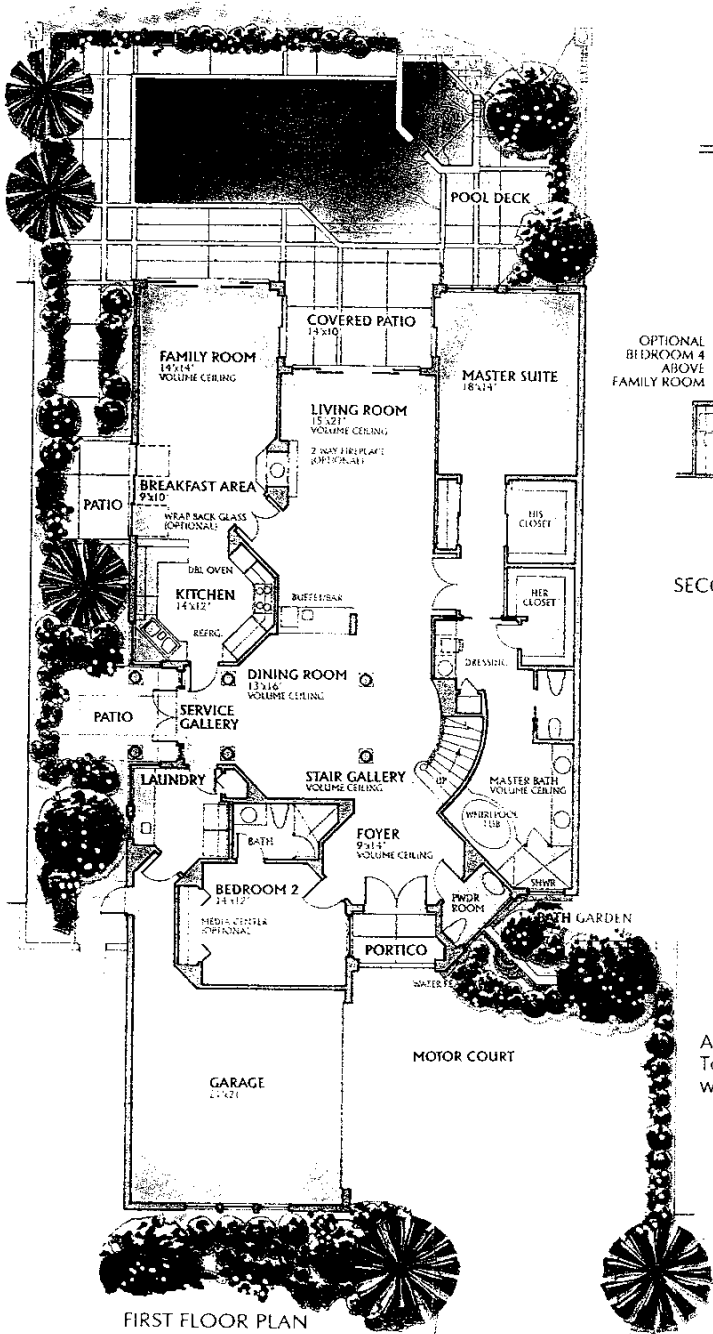 POOL DECK
COVERED PATIO
14'x10'
FAMILY ROOM
14'x14'
VOLUME CEILING
MASTER SUITE
18'x14'
OPTIONAL
BEDROOM 4
ABOVE
FAMILY ROOM
LIVING ROOM
15'x21'
VOLUME CEILING
2 WAY FIREPLACE
(OPTIONAL)
BREAKFAST AREA
9'x10'
PATIO
WRAP BACK GLASS
(OPTIONAL)
HIS
CLOSET
DBL OVEN
KITCHEN
14'x12'
BUFFET/BAR
HER
CLOSET
SECO
REFRG.
DRESSING
DINING ROOM
13'x16'
VOLUME CEILING
PATIO
SERVICE
GALLERY
LAUNDRY
STAIR GALLERY
VOLUME CEILING
UP
MASTER BATH
VOLUME CEILING
WHIRLPOOL
TUB
BATH
FOYER
9'x14'
VOLUME CEILING
SHWR
BEDROOM 2
14'x12'
MEDIA CENTER
(OPTIONAL)
PWDR
ROOM
BATH GARDEN
PORTICO
MOTOR COURT
A
To
w
GARAGE
FIRST FLOOR PLAN